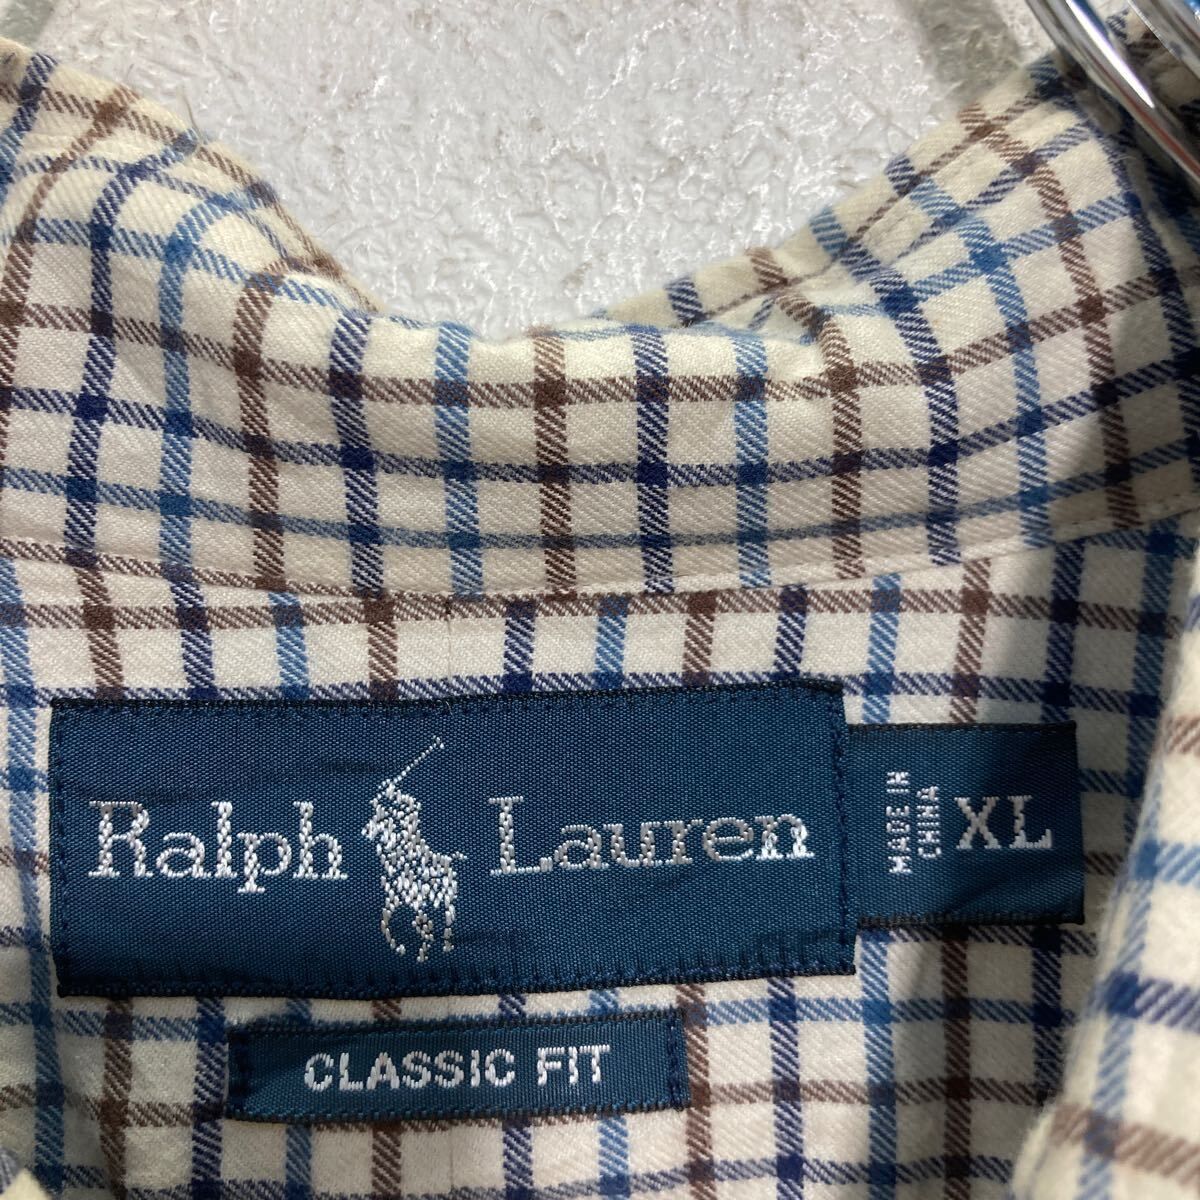 Ralph Lauren
MADE IN
CHINA
XL
CLASSIC FIT